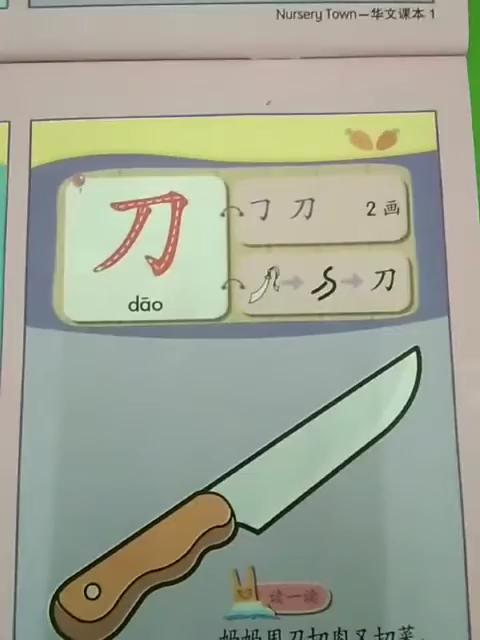 Nursery Town—华文课本 1
刀
dāo
㇆ 刀 2 画
刀
读一读
妈妈用刀切肉又切菜